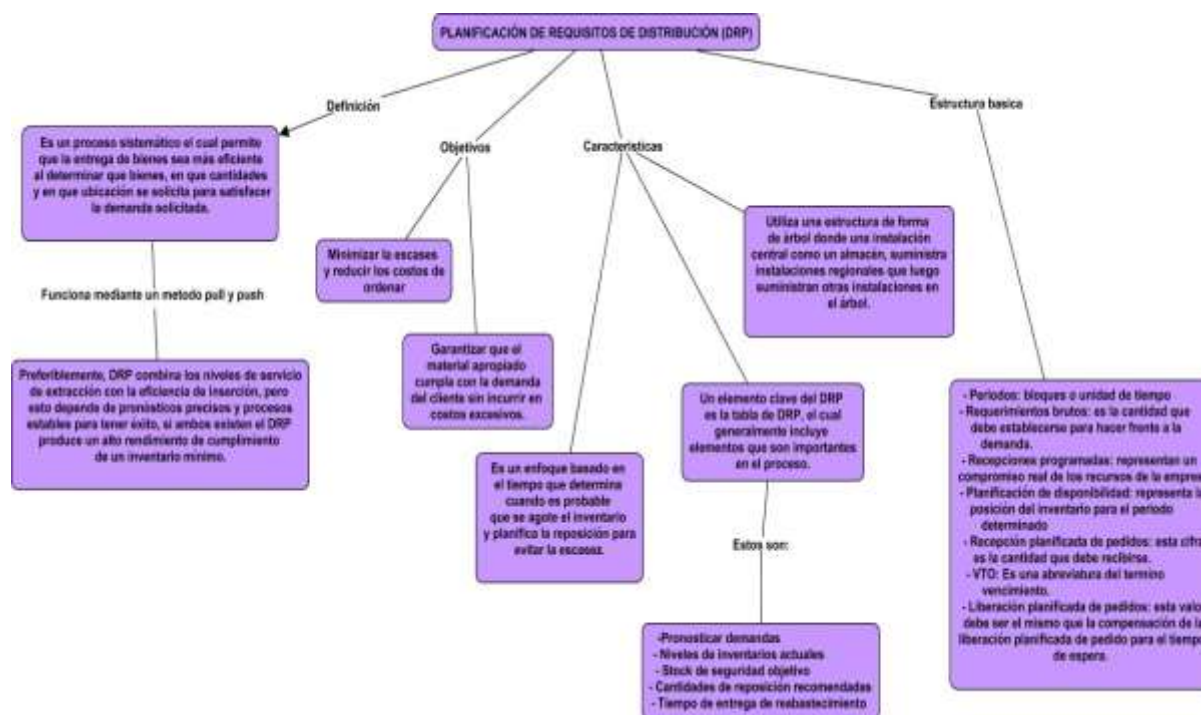 PLANIFICACIÓN DE REQUISITOS DE DISTRIBUCIÓN (DRP)
Definición
Es un proceso sistemático el cual permite
que la entrega de bienes sea más eficiente
al determinar que bienes, en que cantidades
y en que ubicación se solicita para satisfacer
la demanda solicitada.
Funciona mediante un metodo pull y push
Preferiblemente, DRP combina los niveles de servicio
de extracción con la eficiencia de inserción, pero
esto depende de pronósticos precisos y procesos
estables para tener éxito, si ambos existen el DRP
produce un alto rendimiento de cumplimiento
de un inventario mínimo.
Objetivos
Minimizar la escases
y reducir los costos de
ordenar
Garantizar que el
material apropiado
cumpla con la demanda
del cliente sin incurrir en
costos excesivos.
Características
Es un enfoque basado en
el tiempo que determina
cuando es probable
que se agote el inventario
y planifica la reposición para
evitar la escasez.
Un elemento clave del DRP
es la tabla de DRP, el cual
generalmente incluye
elementos que son importantes
en el proceso.
Estos son:
-Pronosticar demandas
- Niveles de inventarios actuales
- Stock de seguridad objetivo
- Cantidades de reposición recomendadas
- Tiempo de entrega de reabastecimiento
Utiliza una estructura de forma
de árbol donde una instalación
central como un almacén, suministra
instalaciones regionales que luego
suministran otras instalaciones en
el árbol.
Estructura basica
- Periodos: bloques o unidad de tiempo
- Requerimientos brutos: es la cantidad que
debe establecerse para hacer frente a la
demanda.
- Recepciones programadas: representan un
compromiso real de los recursos de la empres
- Planificación de disponibilidad: representa la
posición del inventario para el periodo
determinado
- Recepción planificada de pedidos: esta cifra
es la cantidad que debe recibirse.
- VTO: Es una abreviatura del termino
vencimiento.
- Liberación planificada de pedidos: esta valo
debe ser el mismo que la compensación de la
liberación planificada de pedido para el tiempo
de espera.